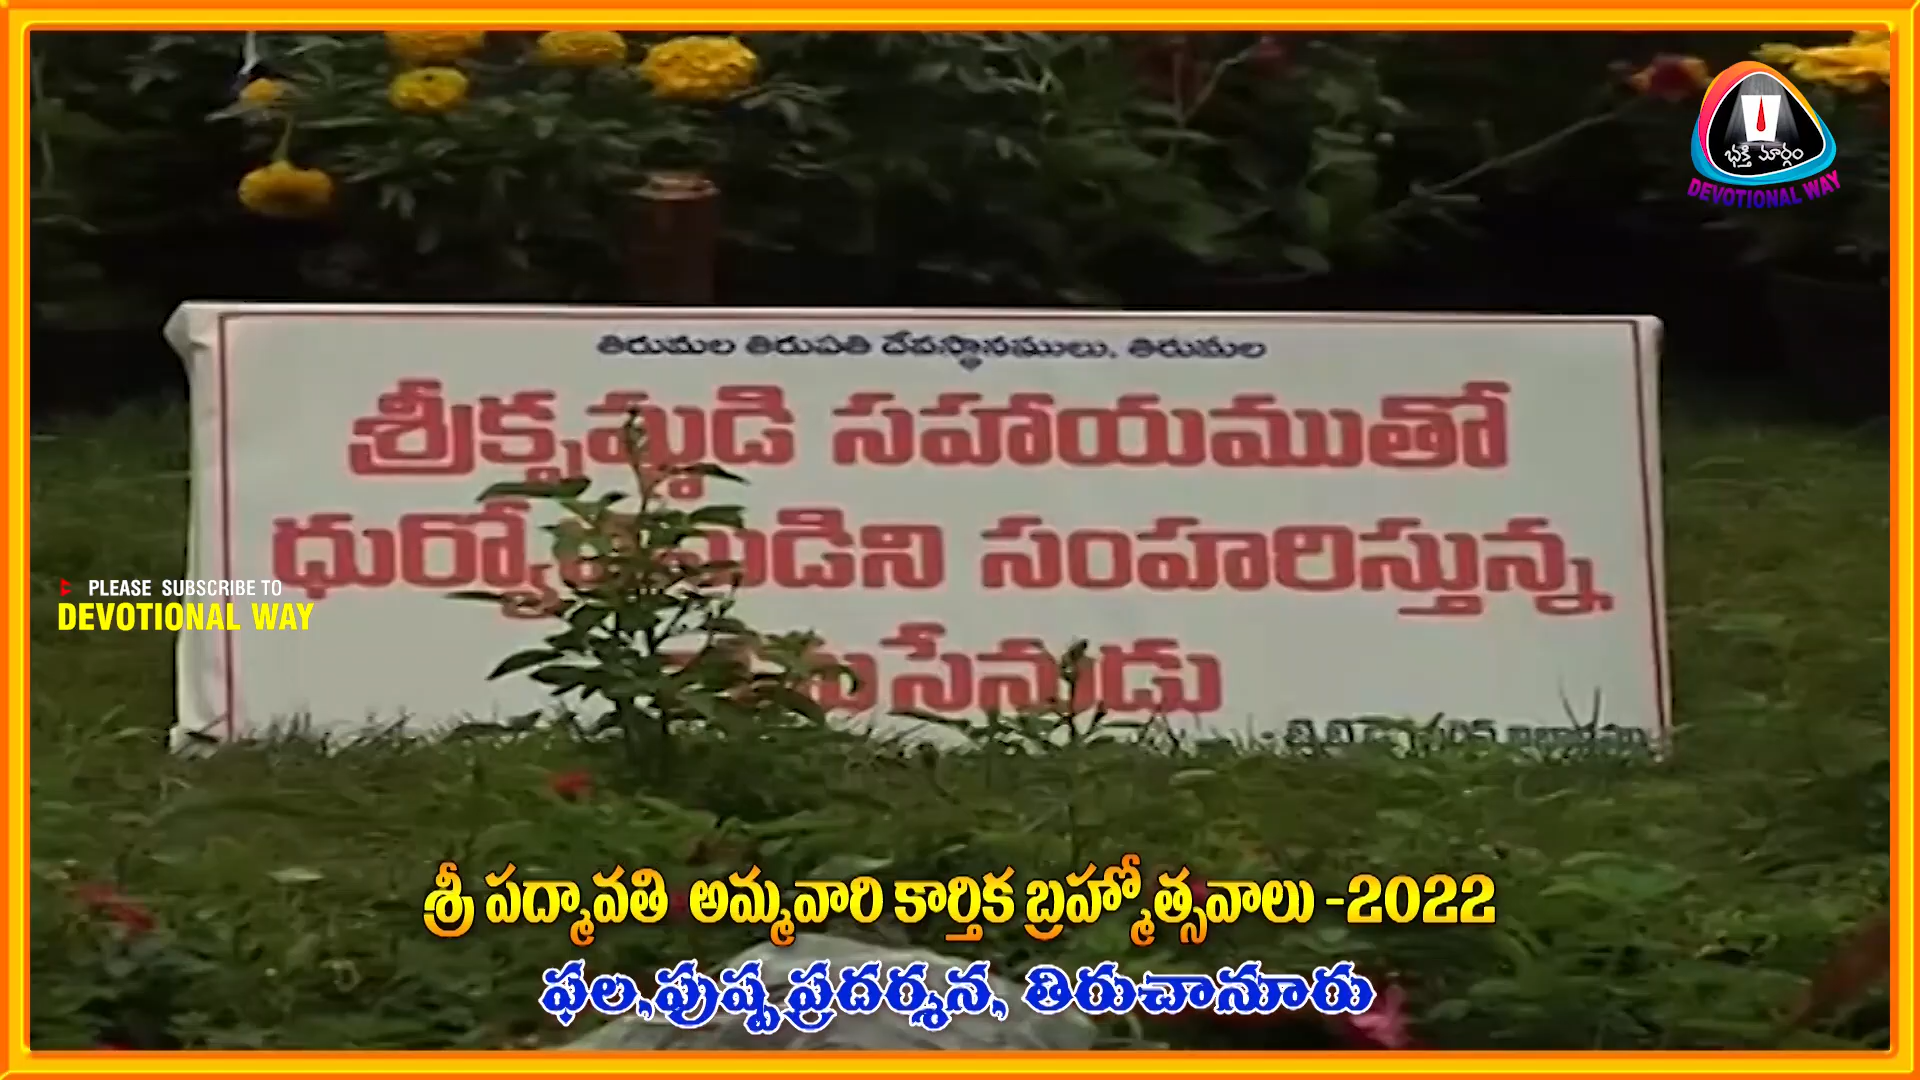 భక్తి మార్గం
DEVOTIONAL WAY
తిరుమల తిరుపతి దేవస్థానములు, తిరుమల
శ్రీకృష్ణుడి సహాయముతో
సంహరిస్తున్న
PLEASE SUBSCRIBE TO
DEVOTIONAL WAY
శ్రీ పద్మావతి అమ్మవారి కార్తిక బ్రహ్మోత్సవాలు -2022
ఫల,పుష్పప్రదర్శన, తిరుచానూరు